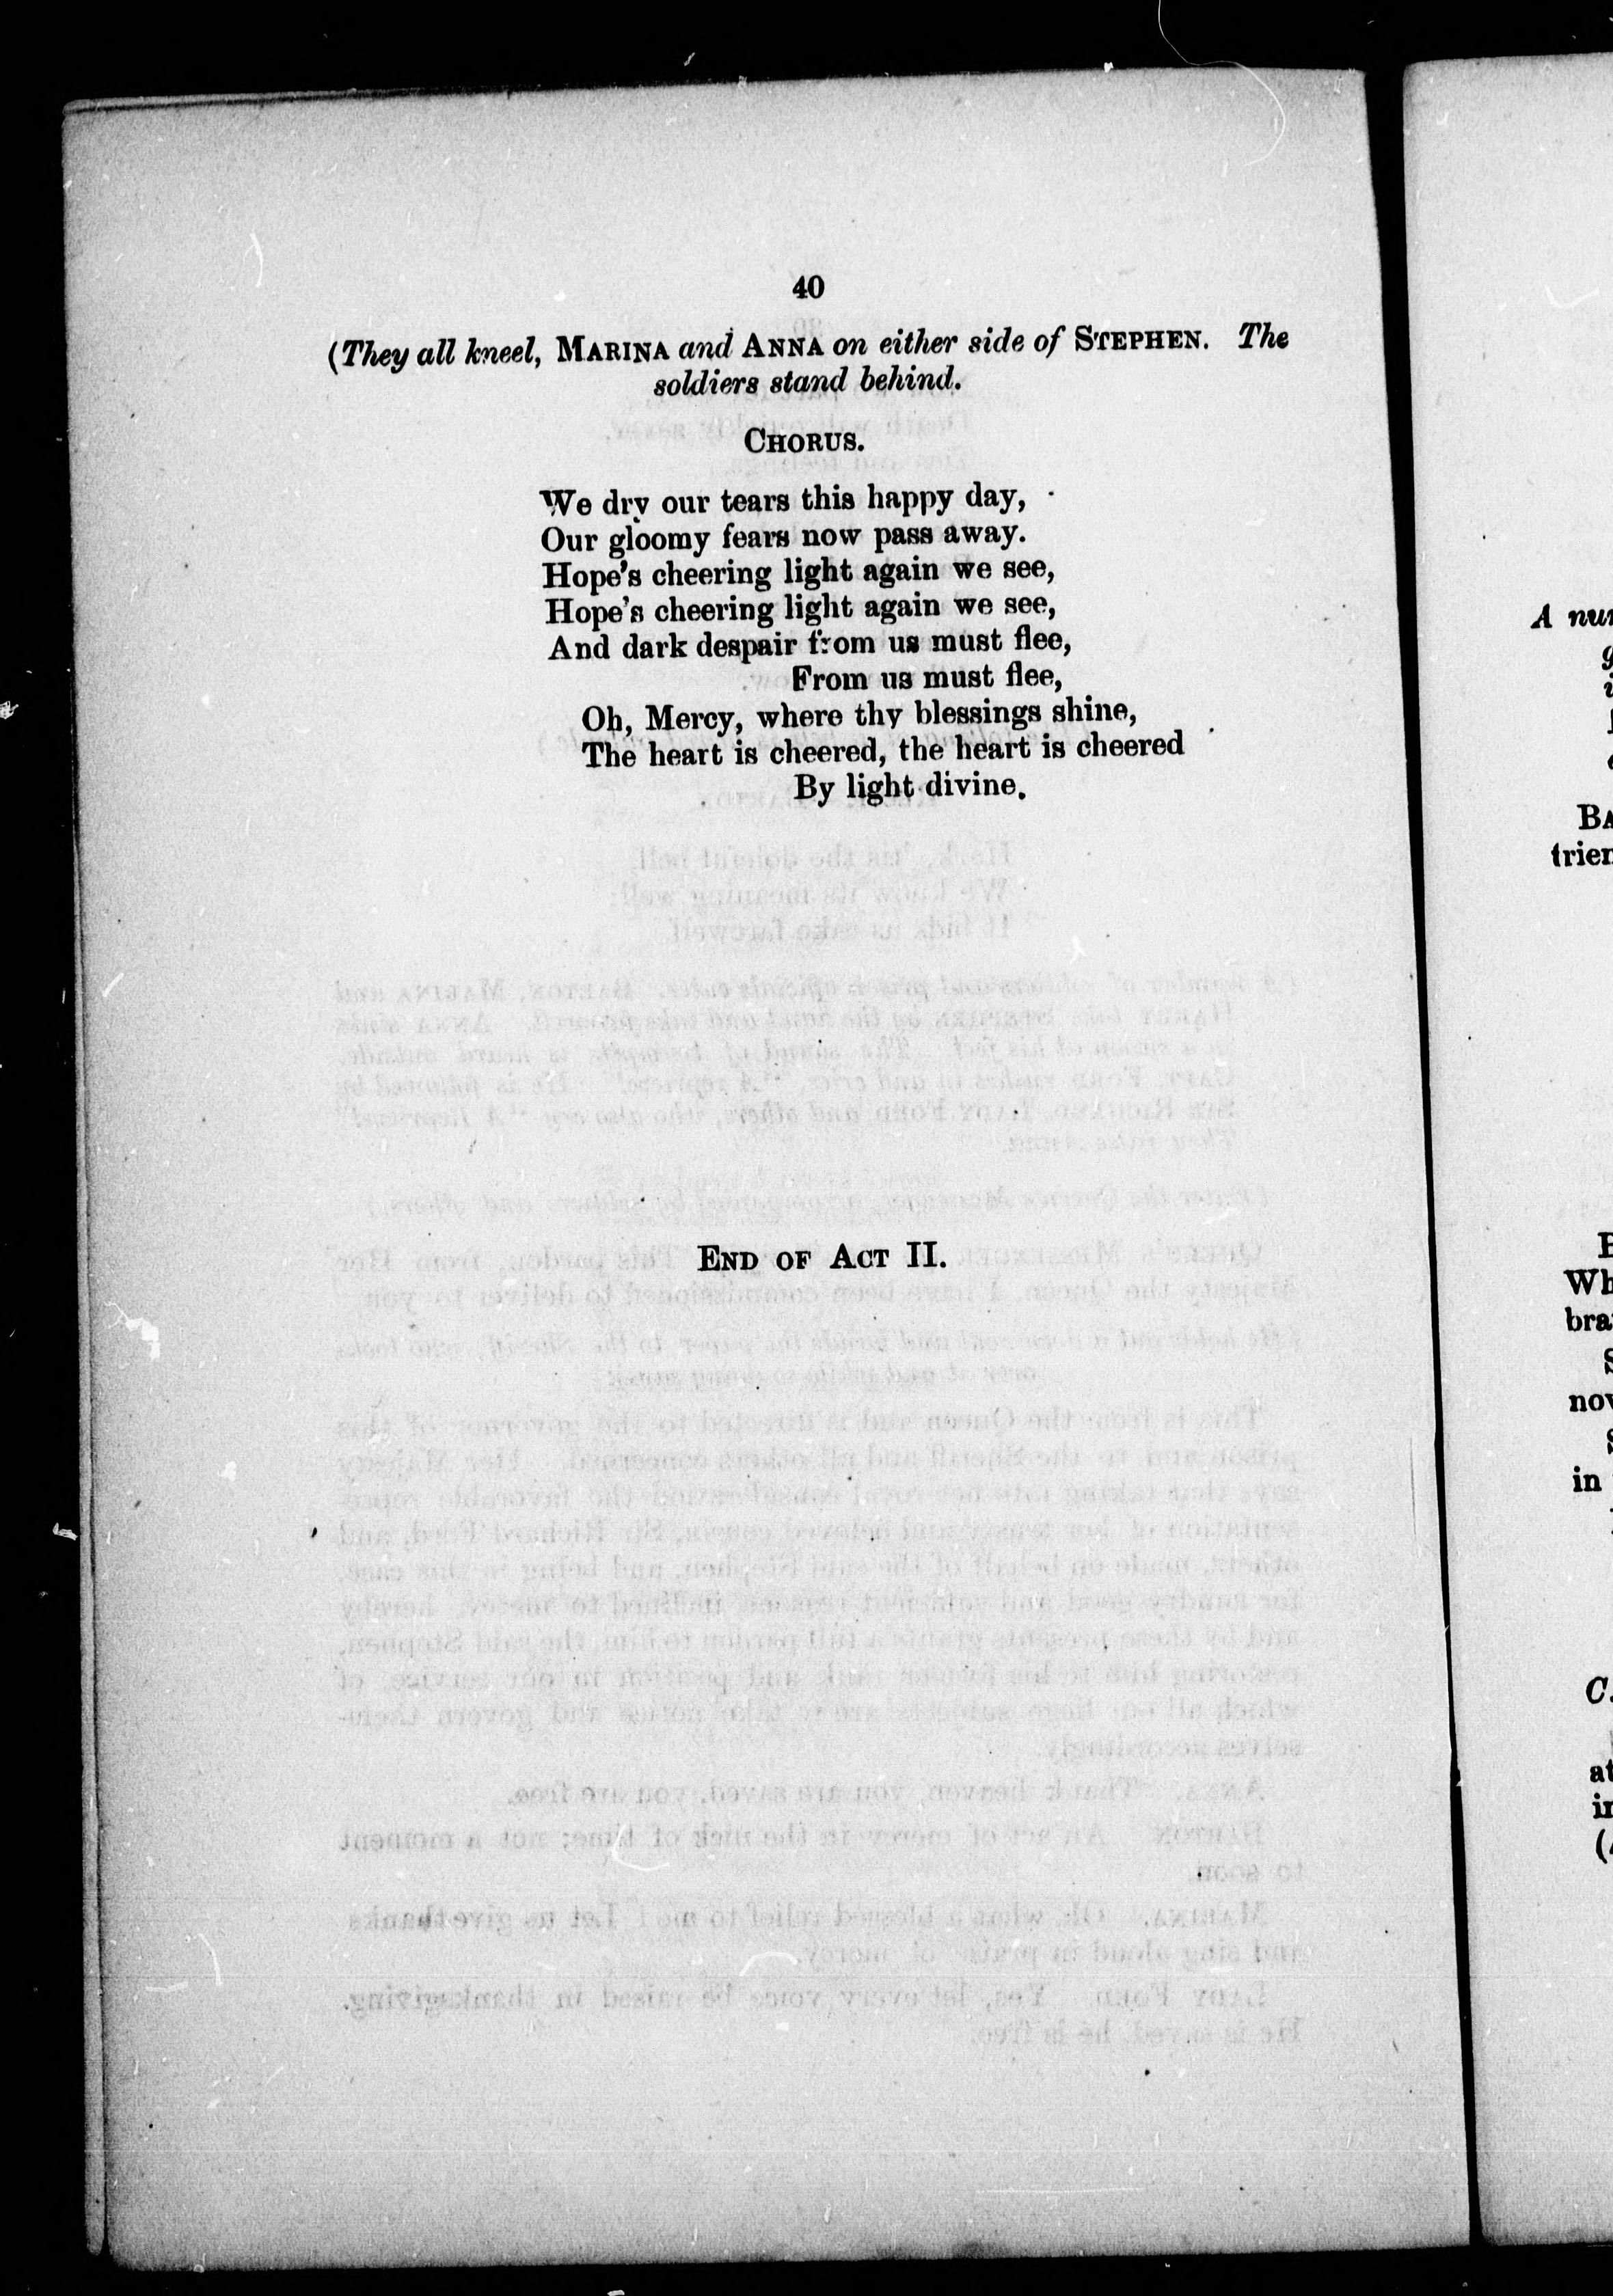 40
(They all kneel, MARINA and ANNA on either side of STEPHEN. The
soldiers stand behind.
CHORUS.
We dry our tears this happy day,
Our gloomy fears now pass away.
Hope's cheering light again we see,
Hope's cheering light again we see,
And dark despair from us must flee,
From us must flee,
Oh, Mercy, where thy blessings shine,
The heart is cheered, the heart is cheered
By light divine.
END OF ACT II.
A
BA
Wh
in
C.